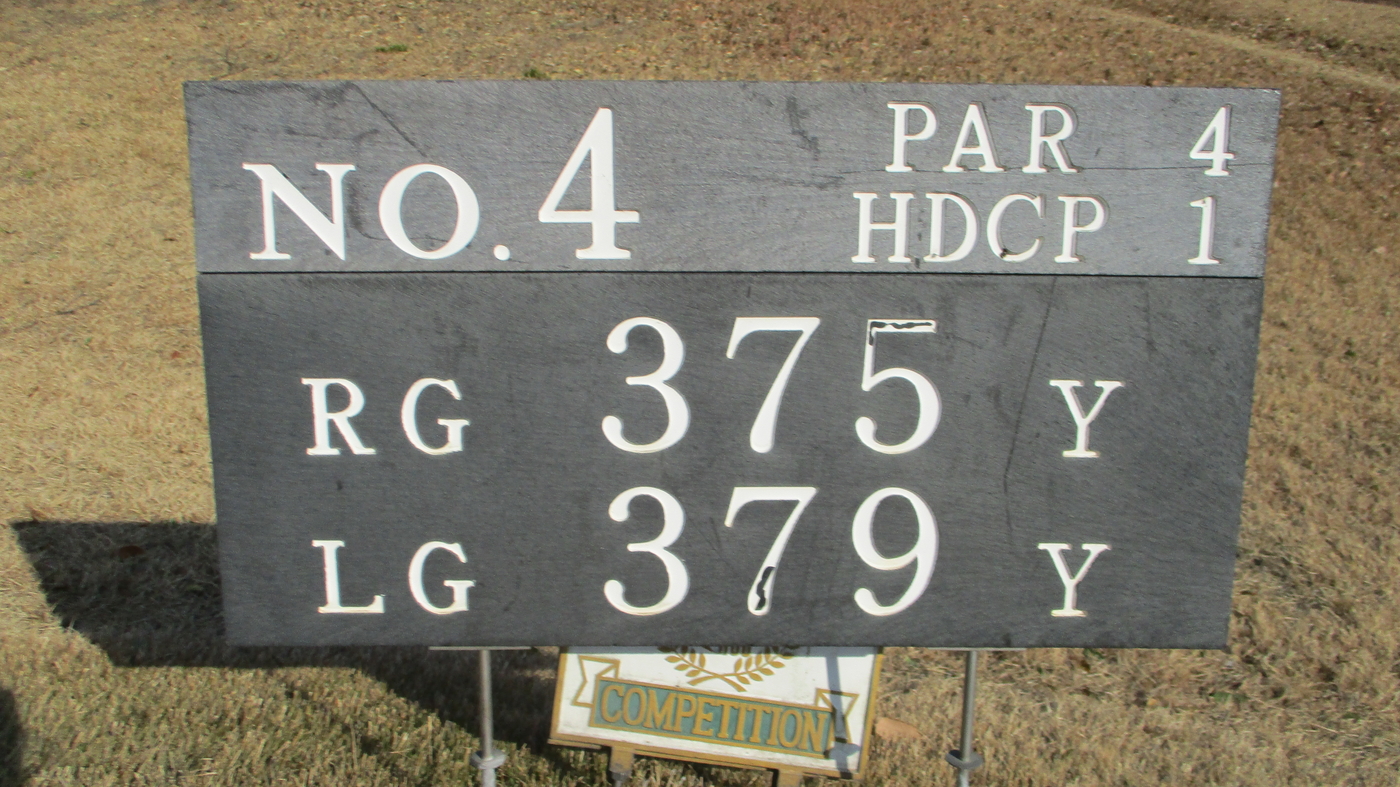 NO.4
PAR 4
HDCP 1
RG 375 Y
LG 379 Y
COMPETITION